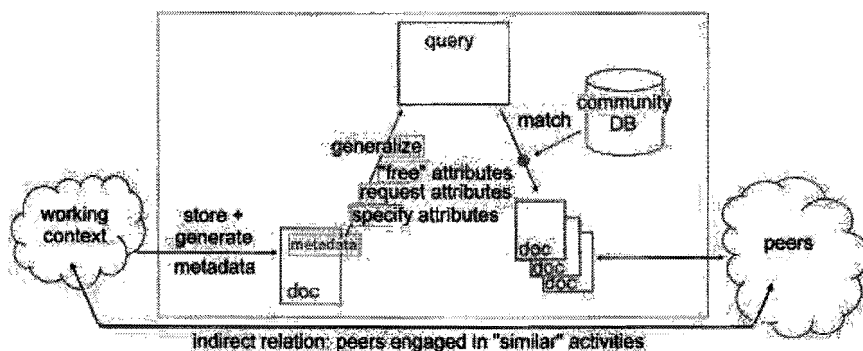 query
community
DB
match
generalize
"free" attributes
request attributes
specify attributes
working
context
store +
generate
metadata
metadata
doc
doc
doc
doc
peers
indirect relation: peers engaged in "similar" activities